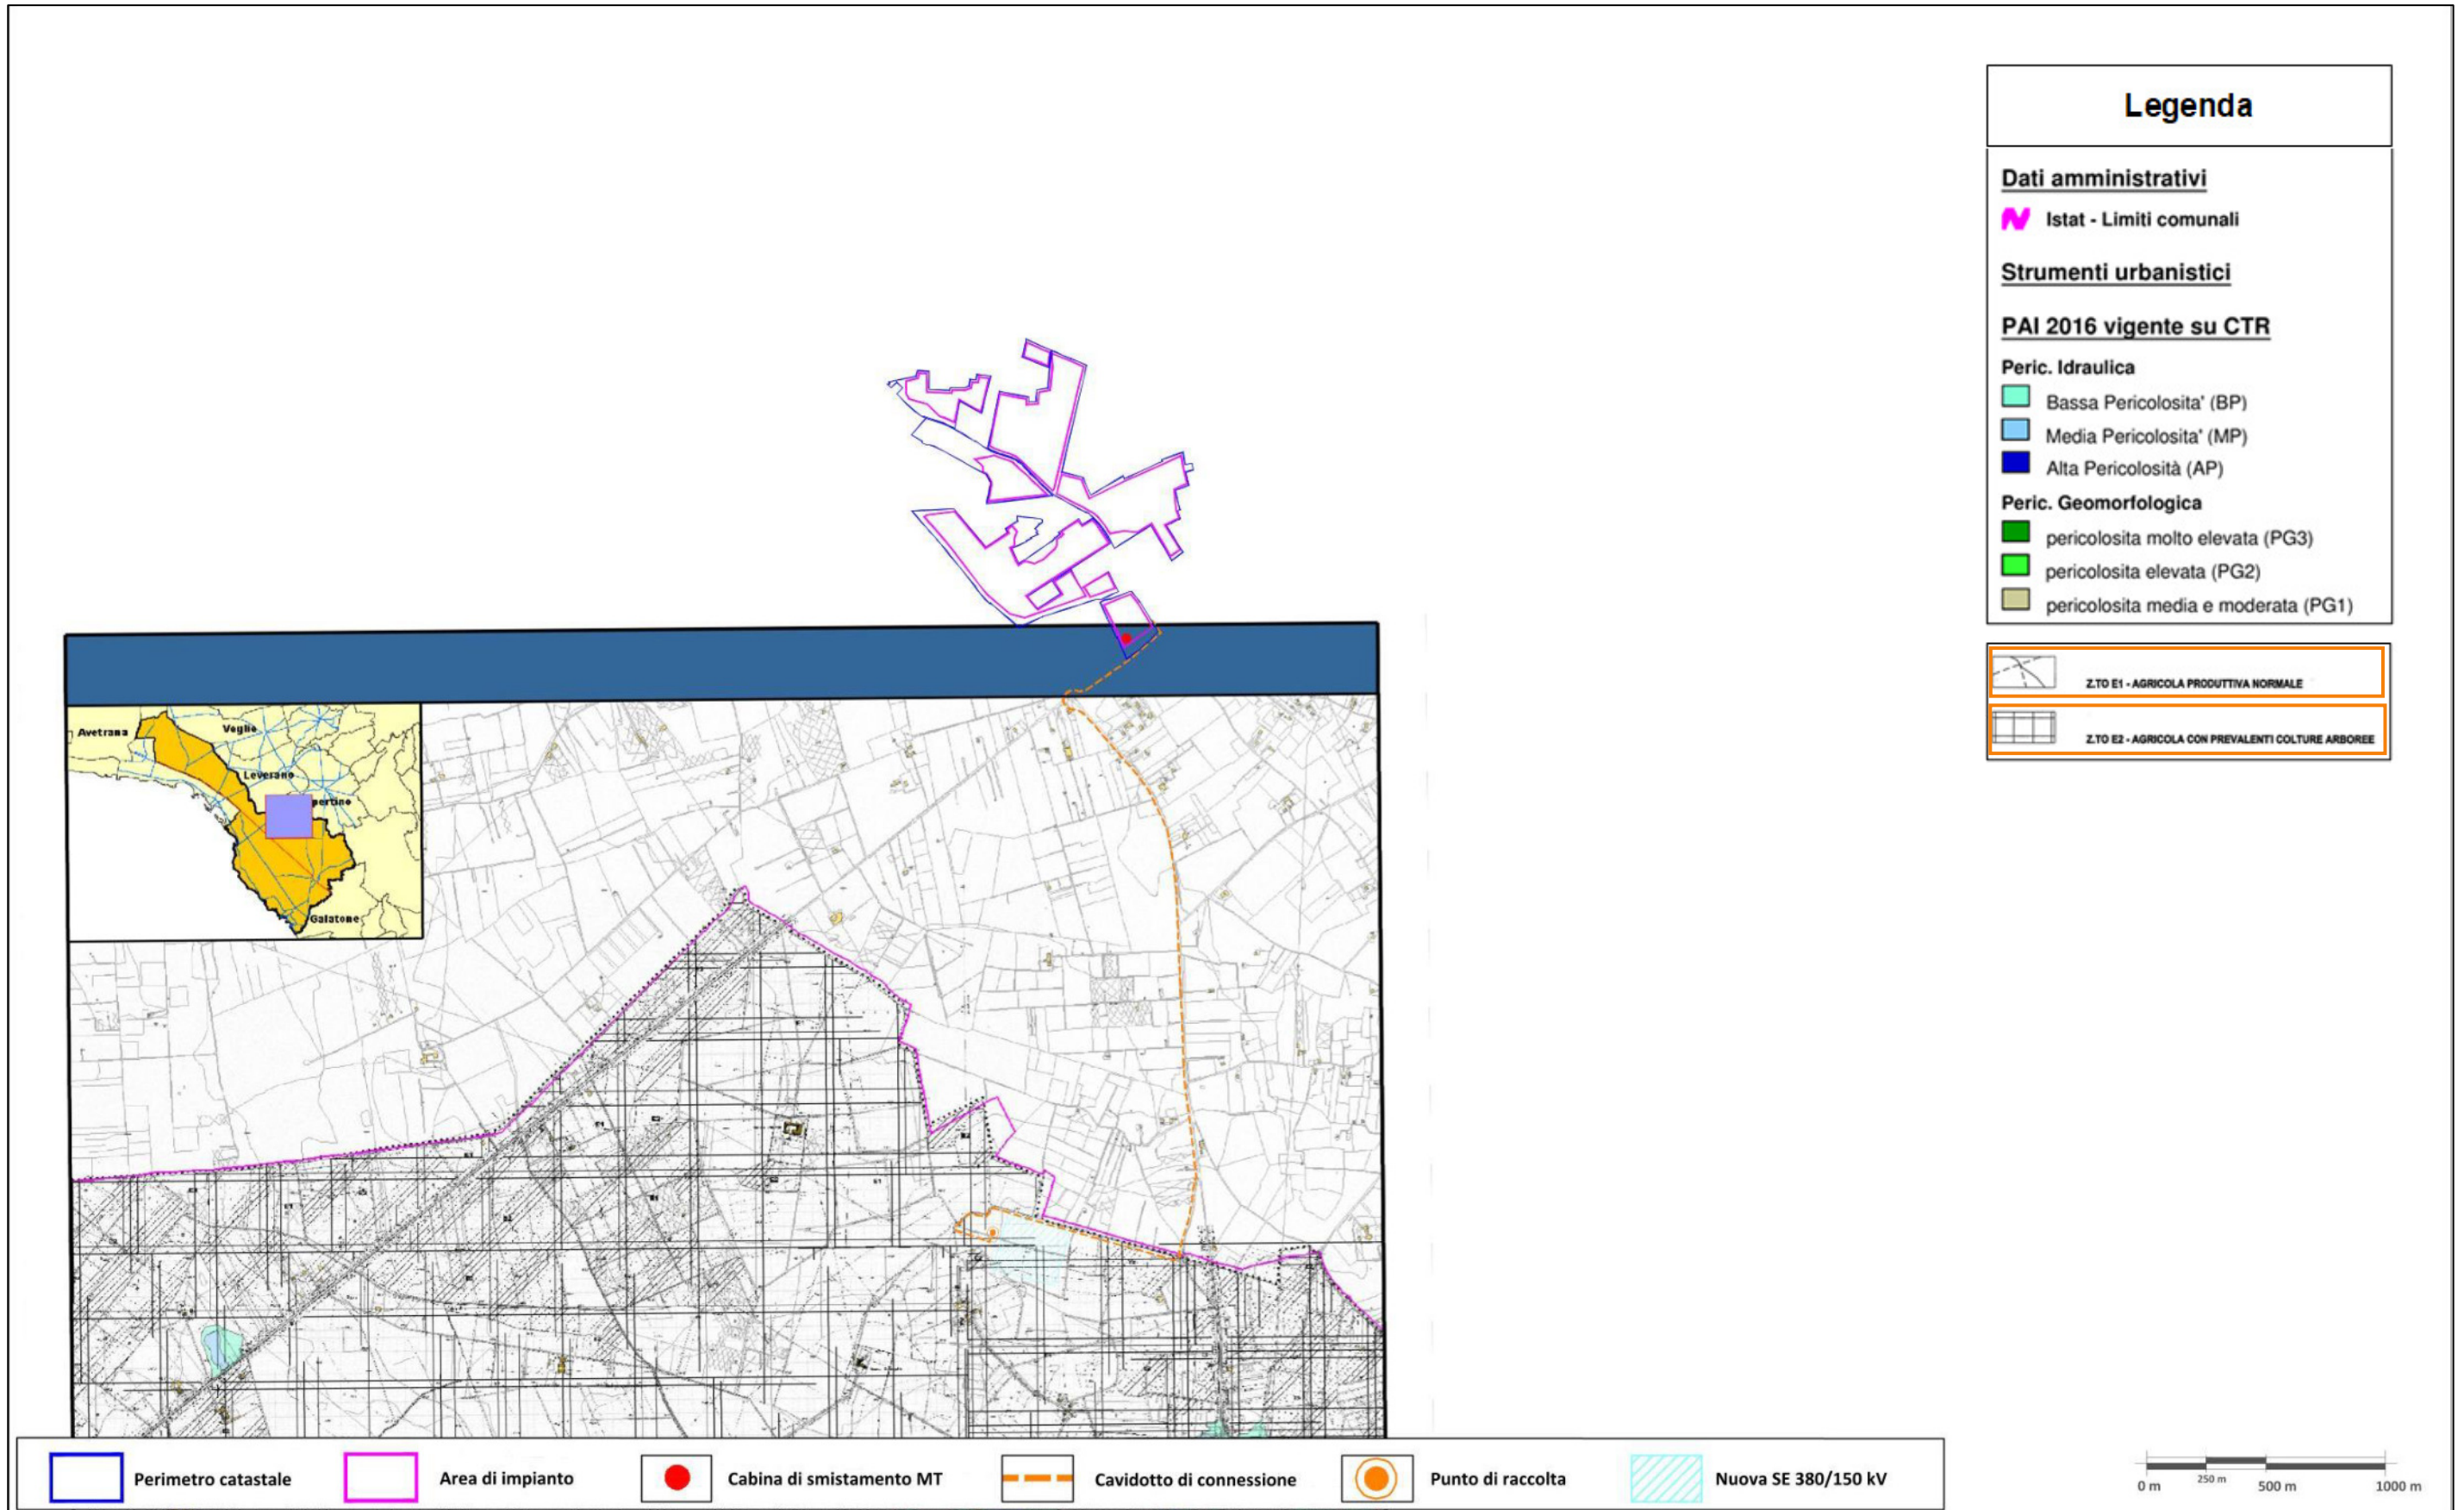 Legenda
Dati amministrativi
Istat - Limiti comunali
Strumenti urbanistici
PAI 2016 vigente su CTR
Peric. Idraulica
Bassa Pericolosita' (BP)
Media Pericolosita' (MP)
Alta Pericolosità (AP)
Peric. Geomorfologica
pericolosita molto elevata (PG3)
pericolosita elevata (PG2)
pericolosita media e moderata (PG1)
Z.TO E1 - AGRICOLA PRODUTTIVA NORMALE
Z.TO E2 - AGRICOLA CON PREVALENTI COLTURE ARBOREE
Avetrana
Veglie
Leverano
pertino
Galatone
Perimetro catastale
Area di impianto
Cabina di smistamento MT
Cavidotto di connessione
Punto di raccolta
Nuova SE 380/150 kV
0 m
250 m
500 m
1000 m